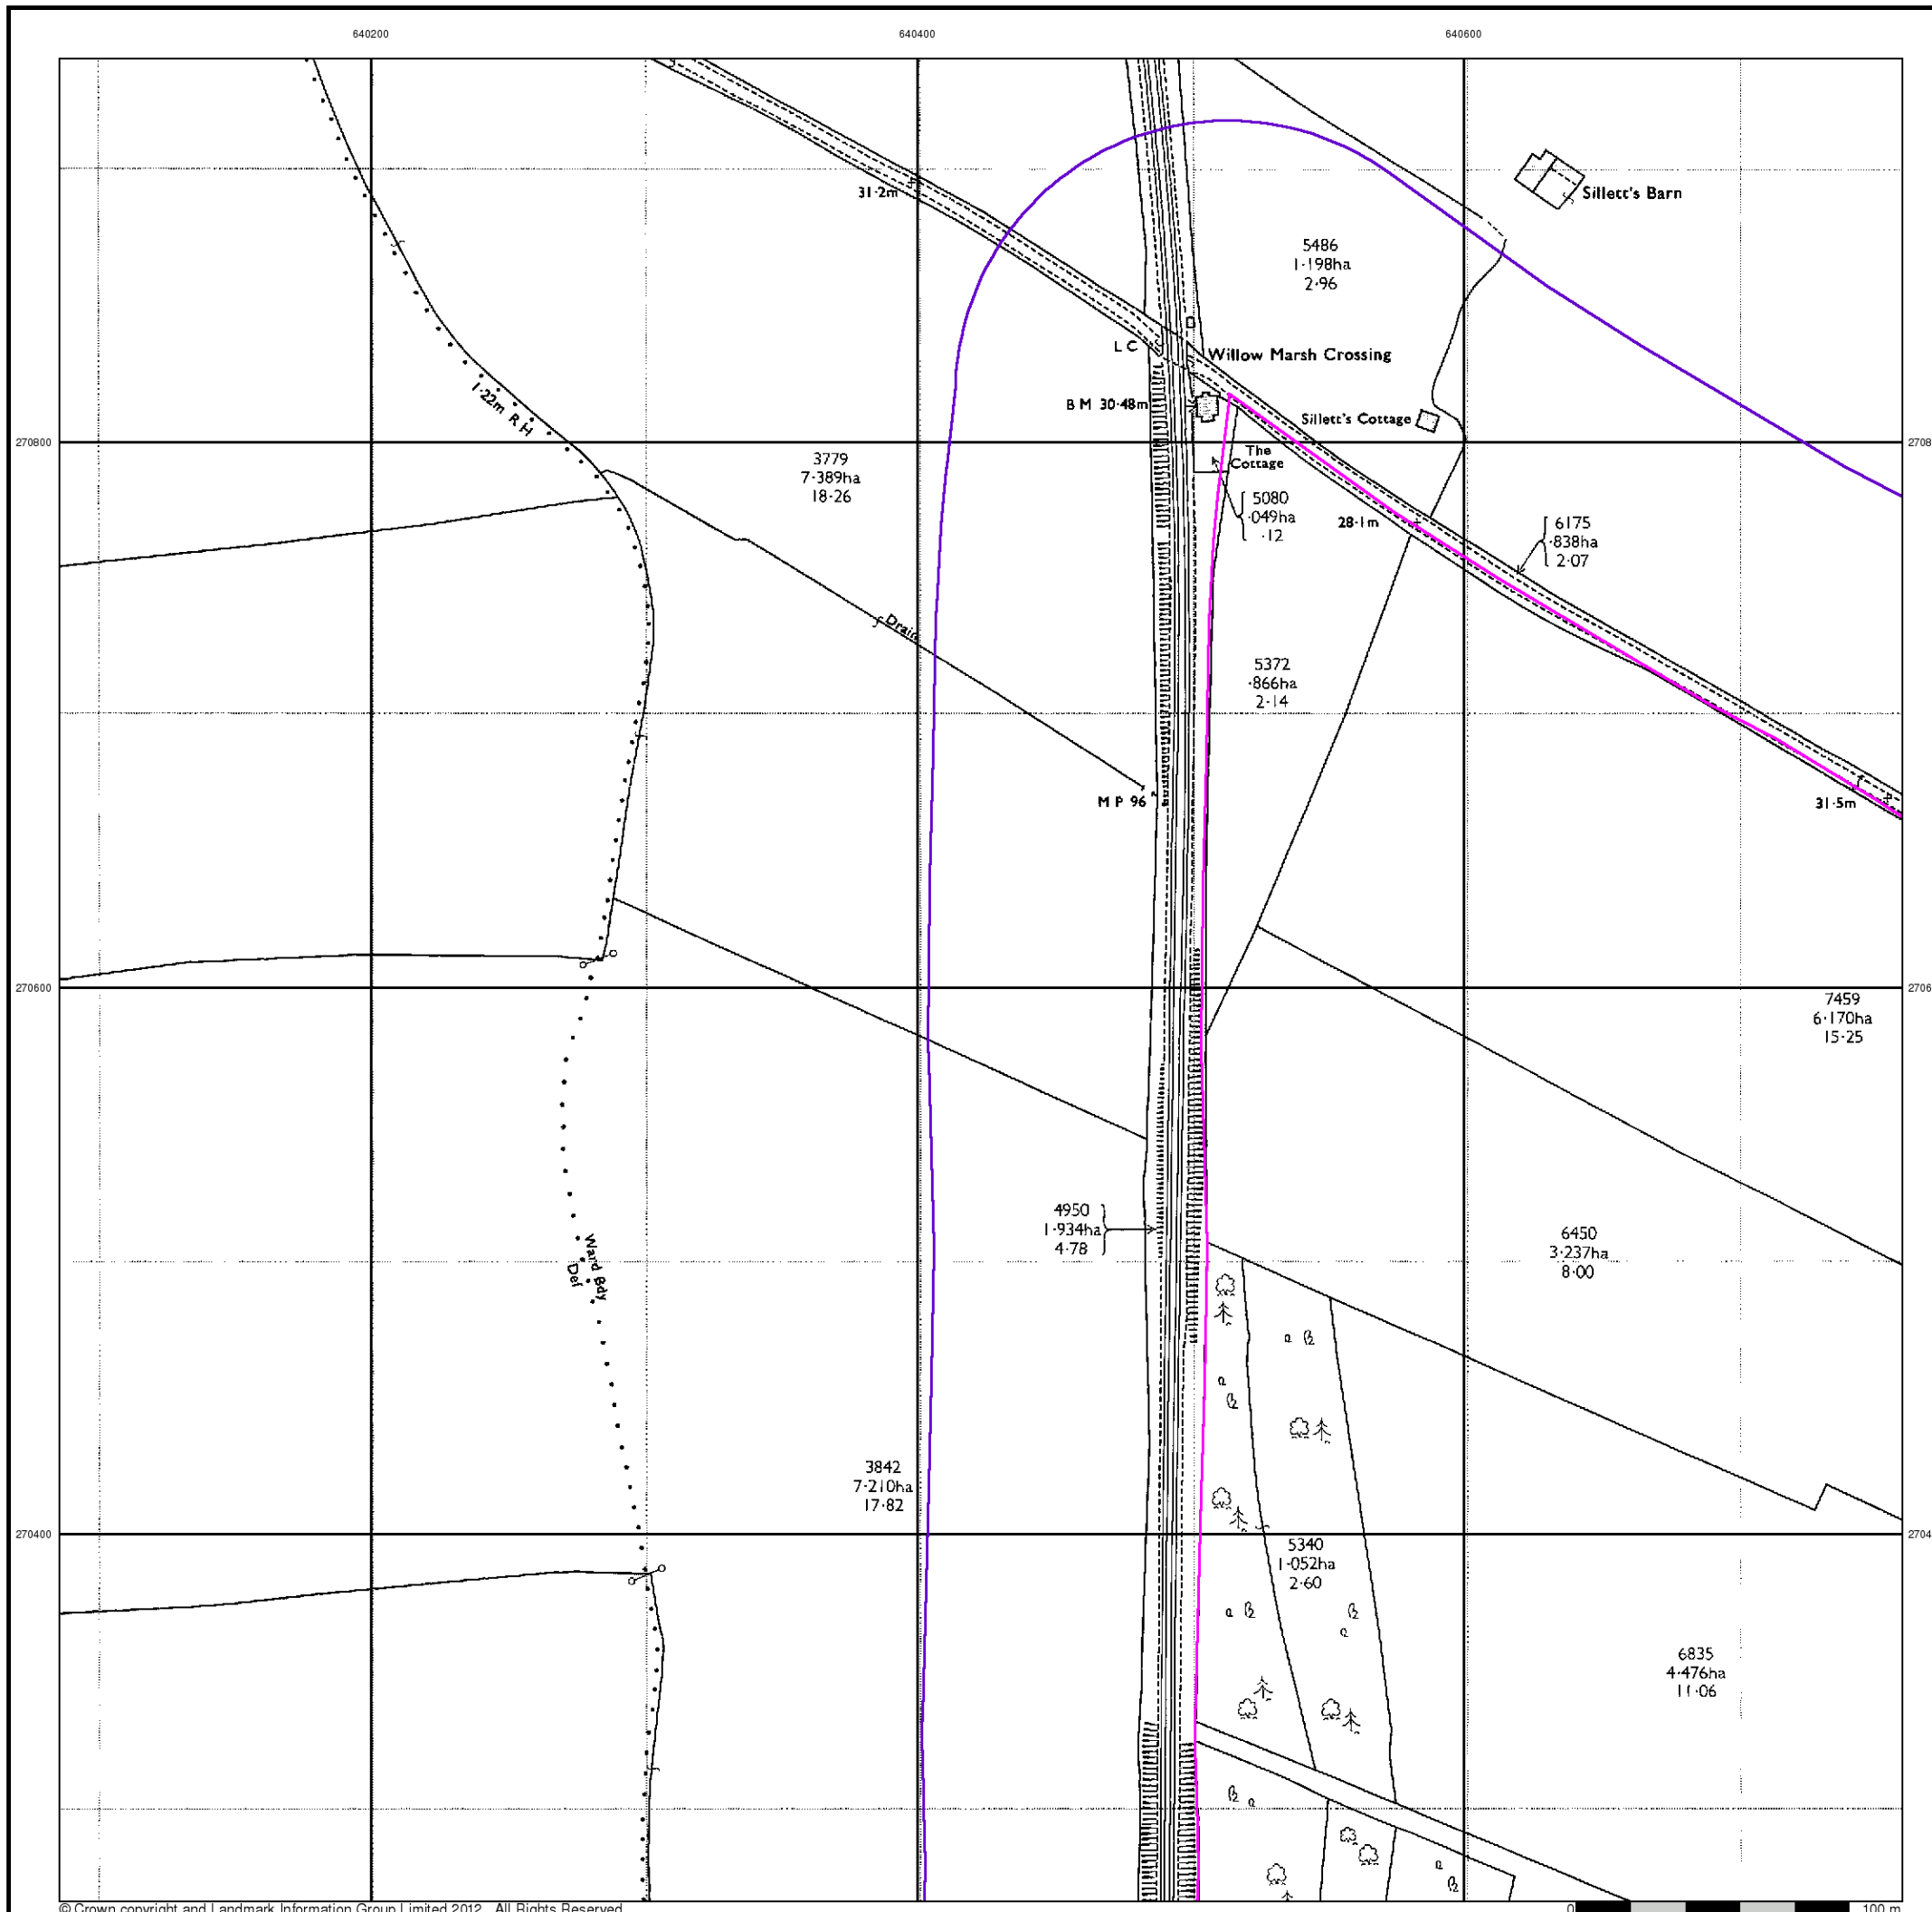 640200
640400
640600
31·2m
Sillett's Barn
5486
1·198ha
2·96
L C
Willow Marsh Crossing
1·22m R H
B M 30·48m
Sillett's Cottage
270800
2708
The
Cottage
3779
7·389ha
18·26
5080
·049ha
·12
28·1m
6175
·838ha
2·07
Drain
5372
·866ha
2·14
M P 96
31·5m
270600
2706
7459
6·170ha
15·25
4950
1·934ha
4·78
6450
3·237ha
8·00
Ward Bdy
Def
3842
7·210ha
17·82
270400
2704
5340
1·052ha
2·60
6835
4·476ha
11·06
© Crown copyright and Landmark Information Group Limited 2012. All Rights Reserved
0
100 m